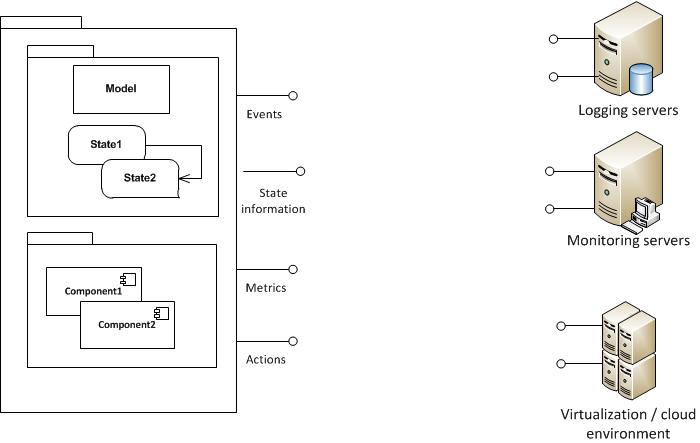 Model
State1
State2
Component1
Component2
Events
State
information
Metrics
Actions
Logging servers
Monitoring servers
Virtualization / cloud
environment